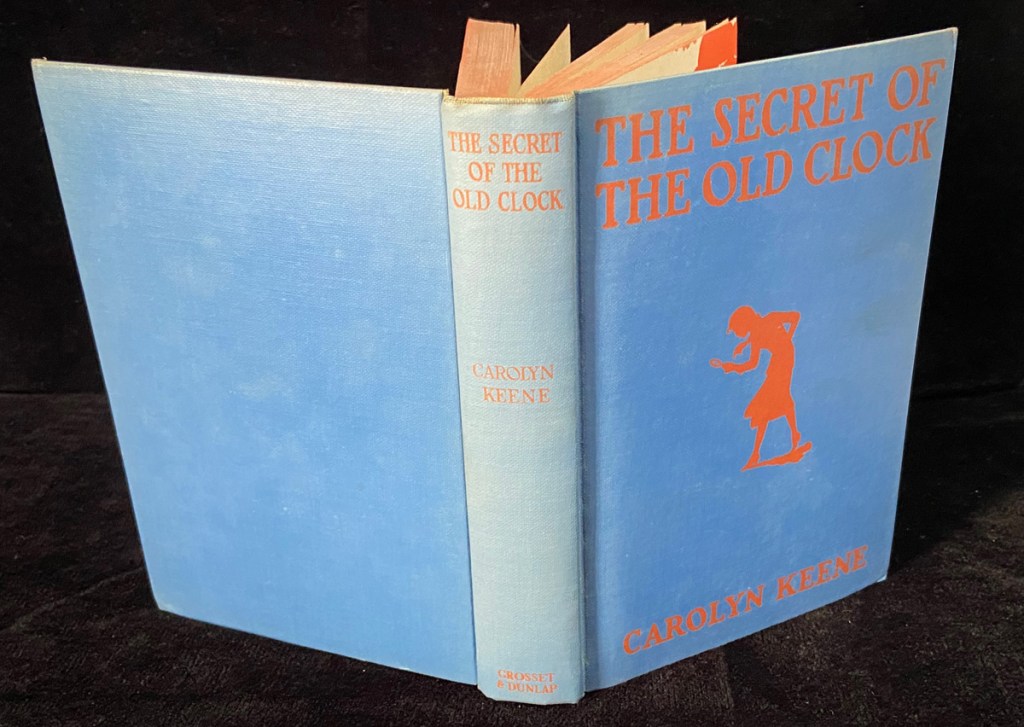 THE SECRET
OF THE
OLD CLOCK
CAROLYN
KEENE
GROSSET
& DUNLAP
THE SECRET OF
THE OLD CLOCK
CAROLYN KEENE